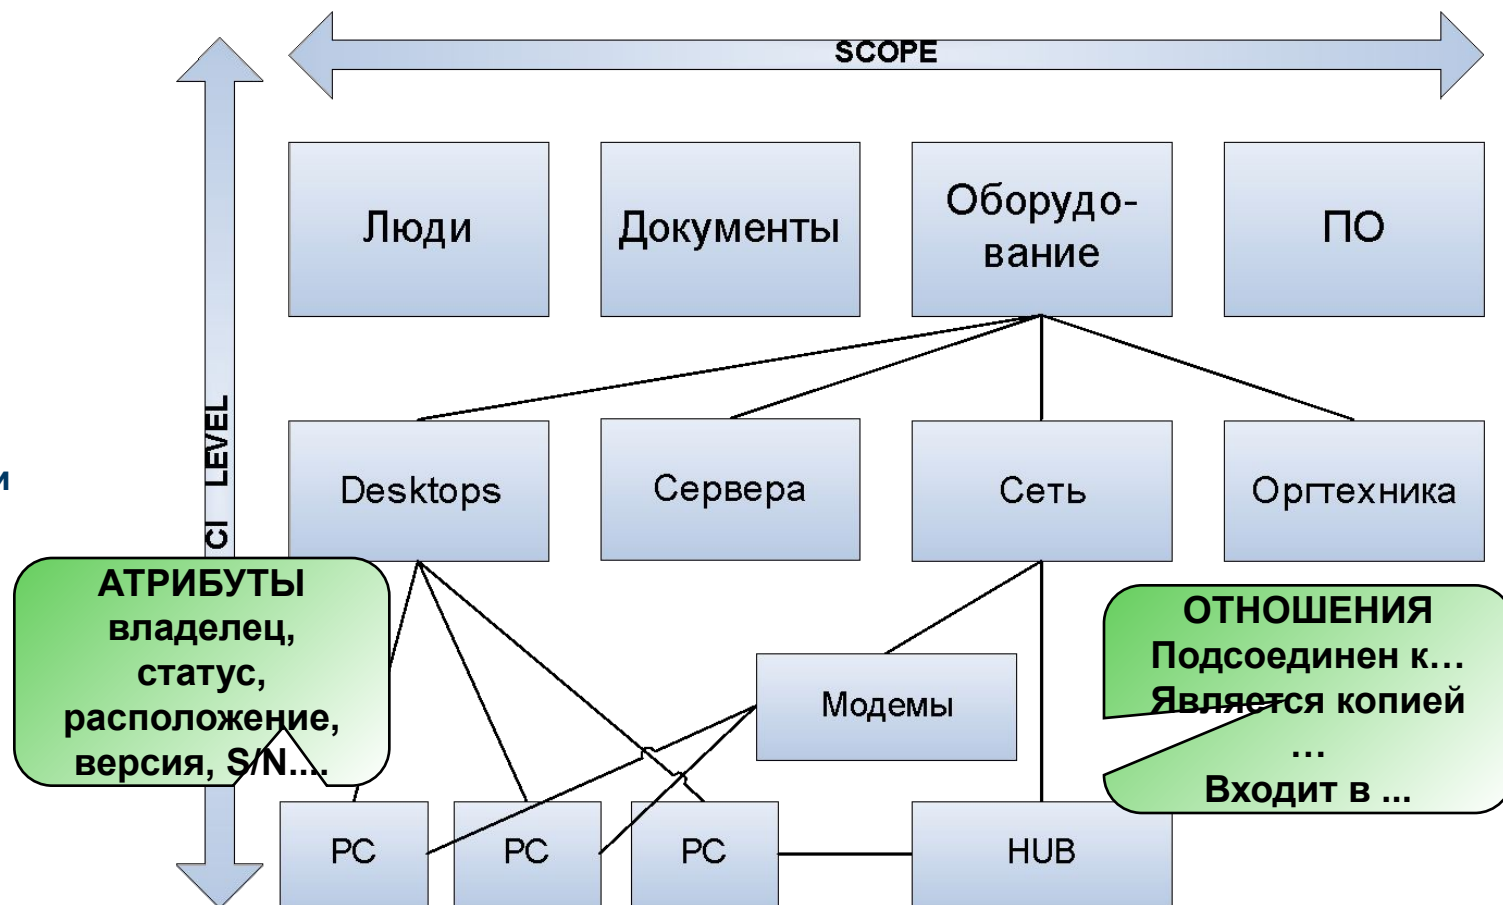 SCOPE
Люди
Документы
Оборудо-
вание
ПО
CI LEVEL
и
Desktops
Сервера
Сеть
Оргтехника
АТРИБУТЫ
владелец,
статус,
расположение,
версия, S/N....
ОТНОШЕНИЯ
Подсоединен к...
Является копией
...
Входит в ...
Модемы
PC
PC
PC
HUB